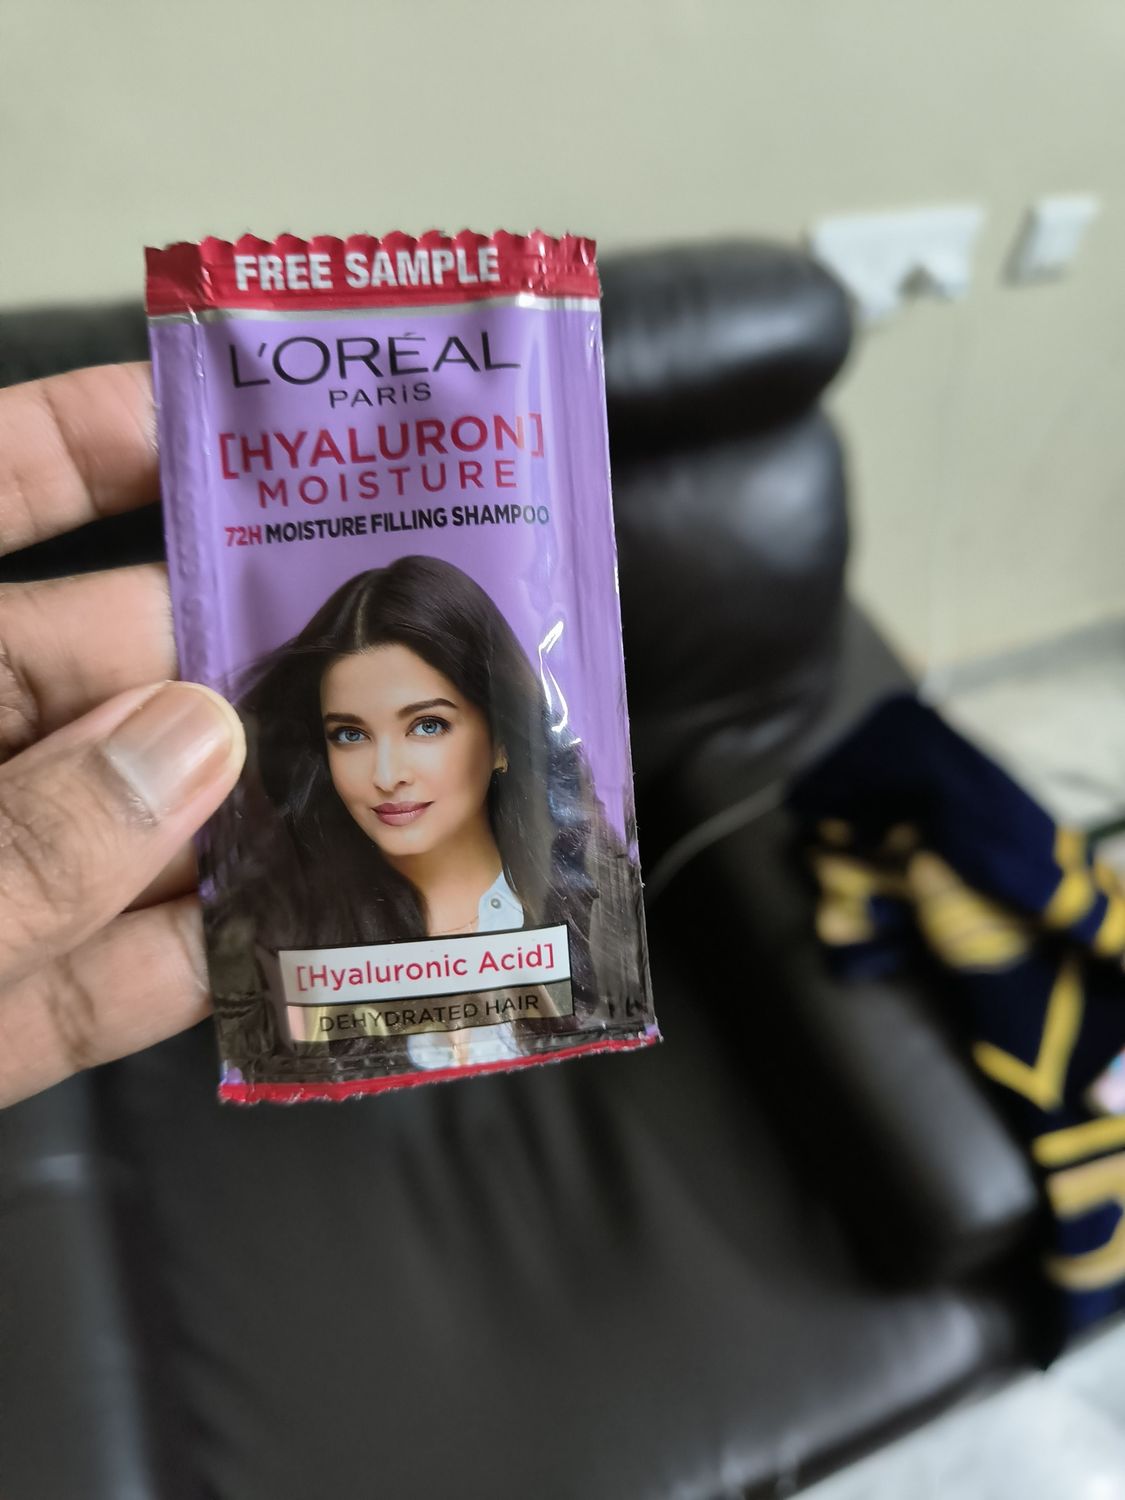 FREE SAMPLE
L'ORÉAL
PARIS
[HYALURON]
MOISTURE
72H MOISTURE FILLING SHAMPOO
[Hyaluronic Acid]
DEHYDRATED HAIR